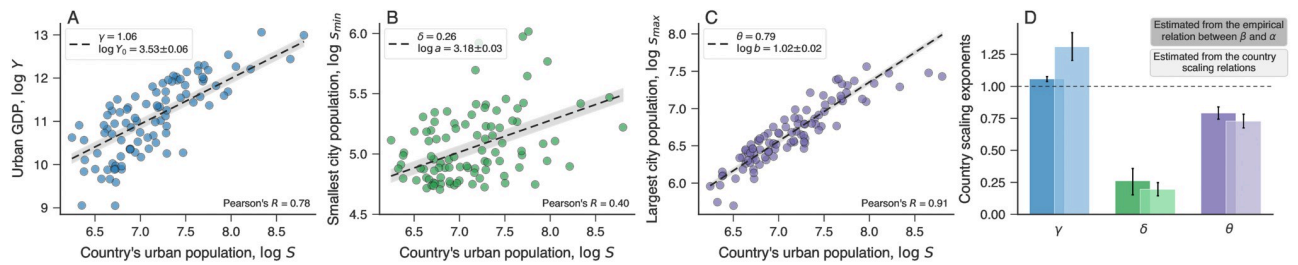 A
Urban GDP, log Y
γ = 1.06
log Y₀ = 3.53±0.06
13
12
11
10
9
6.5 7.0 7.5 8.0 8.5
Pearson's R = 0.78
Country's urban population, log S
B
Smallest city population, log sₘᵢₙ
δ = 0.26
log a = 3.18±0.03
6.0
5.5
5.0
4.5
6.5 7.0 7.5 8.0 8.5
Pearson's R = 0.40
Country's urban population, log S
C
Largest city population, log sₘₐₓ
θ = 0.79
log b = 1.02±0.02
8.0
7.5
7.0
6.5
6.0
6.5 7.0 7.5 8.0 8.5
Pearson's R = 0.91
Country's urban population, log S
D
Country scaling exponents
Estimated from the empirical
relation between β and α
Estimated from the country
scaling relations
1.25
1.00
0.75
0.50
0.25
0.00
γ δ θ